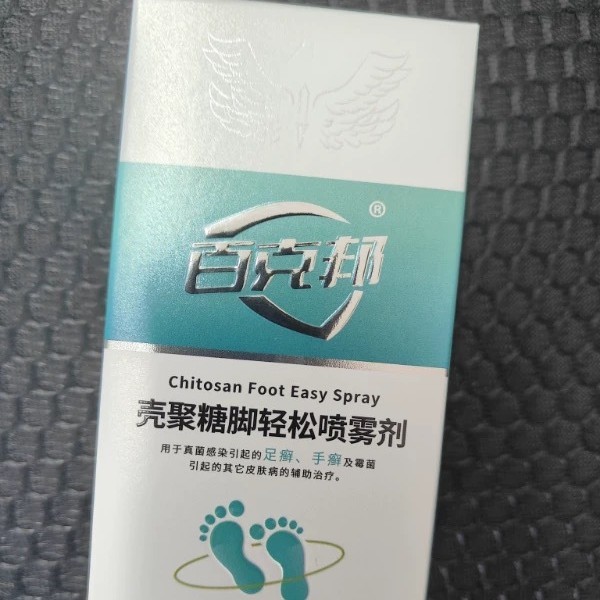 百克邦®
Chitosan Foot Easy Spray
壳聚糖脚轻松喷雾剂
用于真菌感染引起的足癣、手癣及霉菌
引起的其它皮肤病的辅助治疗。